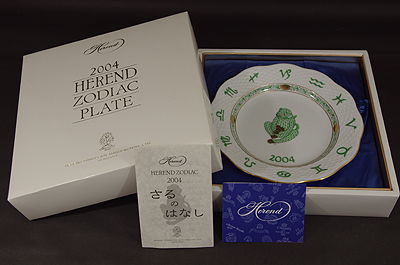 Herend
2004
HEREND
ZODIAC
PLATE
2004
Herend
HEREND ZODIAC
2004
さる
の
はなし
Herend